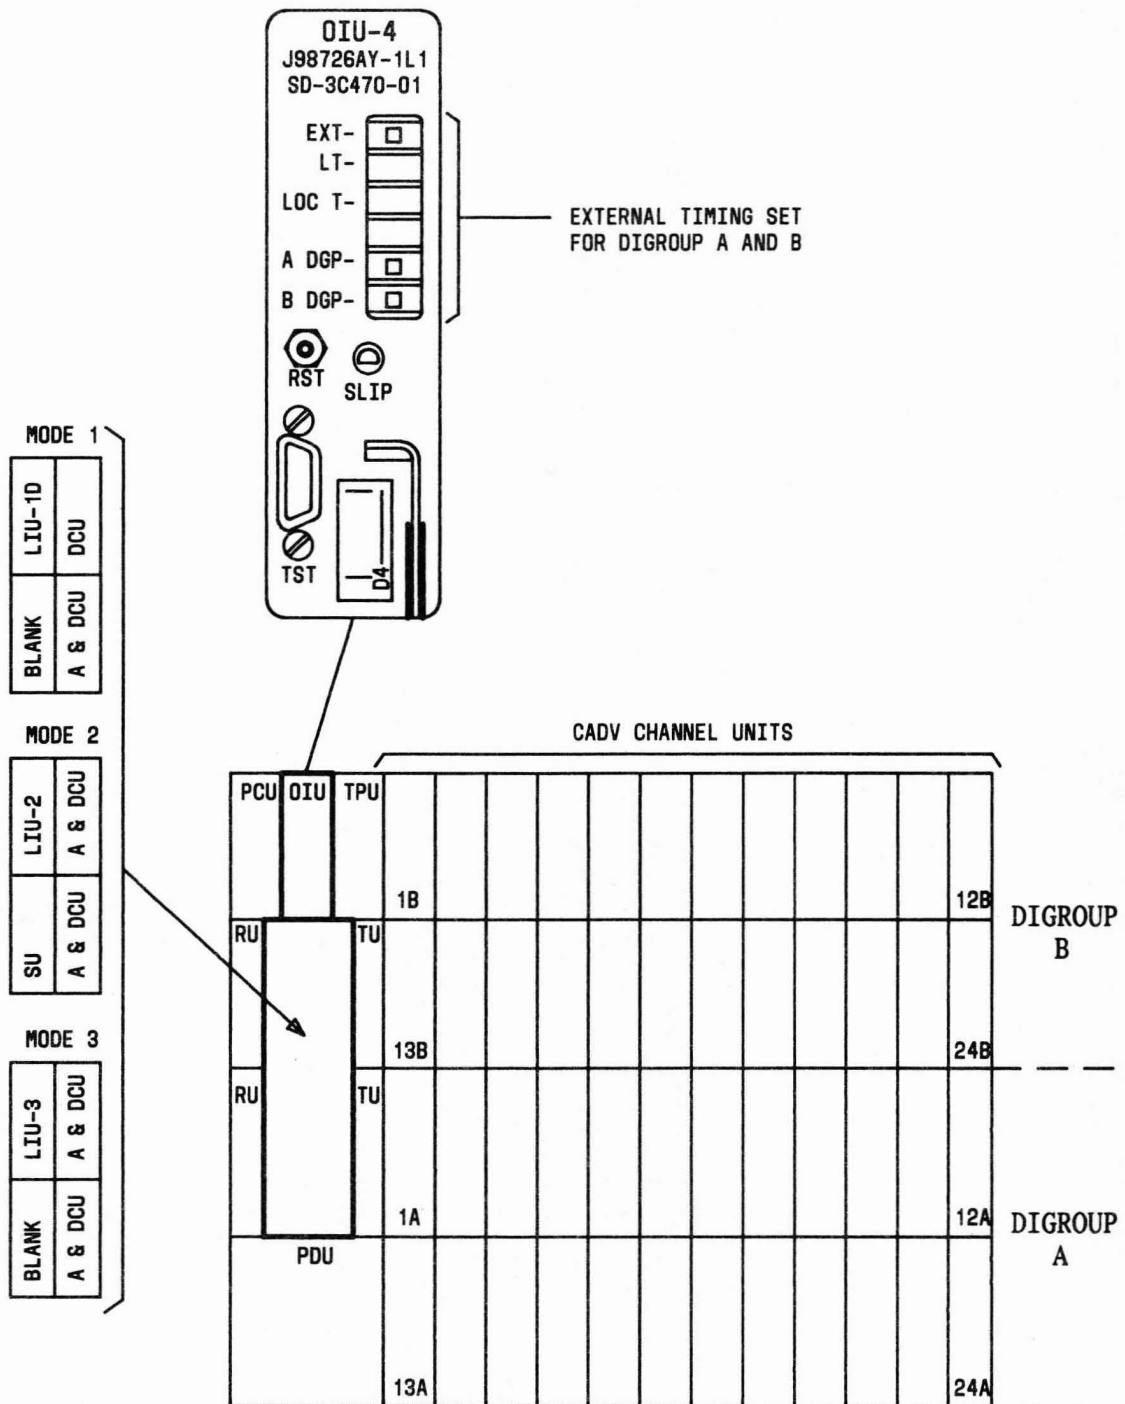 OIU-4
J98726AY-1L1
SD-3C470-01
EXT-
LT-
LOC T-
A DGP-
B DGP-
EXTERNAL TIMING SET
FOR DIGROUP A AND B
RST
SLIP
TST
D4
MODE 1
LIU-1D
DCU
BLANK
A & DCU
MODE 2
LIU-2
A & DCU
SU
A & DCU
MODE 3
LIU-3
A & DCU
BLANK
A & DCU
CADV CHANNEL UNITS
PCU OIU TPU
1B 12B
DIGROUP
B
RU TU
13B 24B
RU TU
1A 12A
DIGROUP
A
PDU
13A 24A